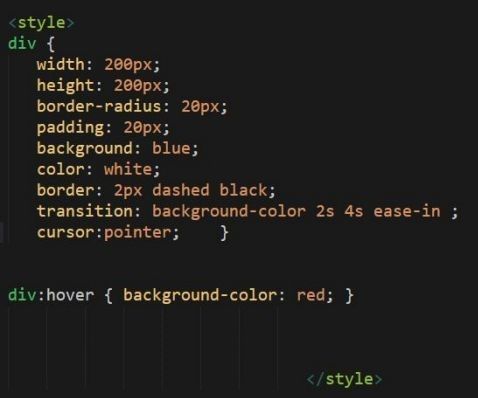 <style>
div {
width: 200px;
height: 200px;
border-radius: 20px;
padding: 20px;
background: blue;
color: white;
border: 2px dashed black;
transition: background-color 2s 4s ease-in ;
cursor:pointer;    }
div:hover { background-color: red; }
</style>